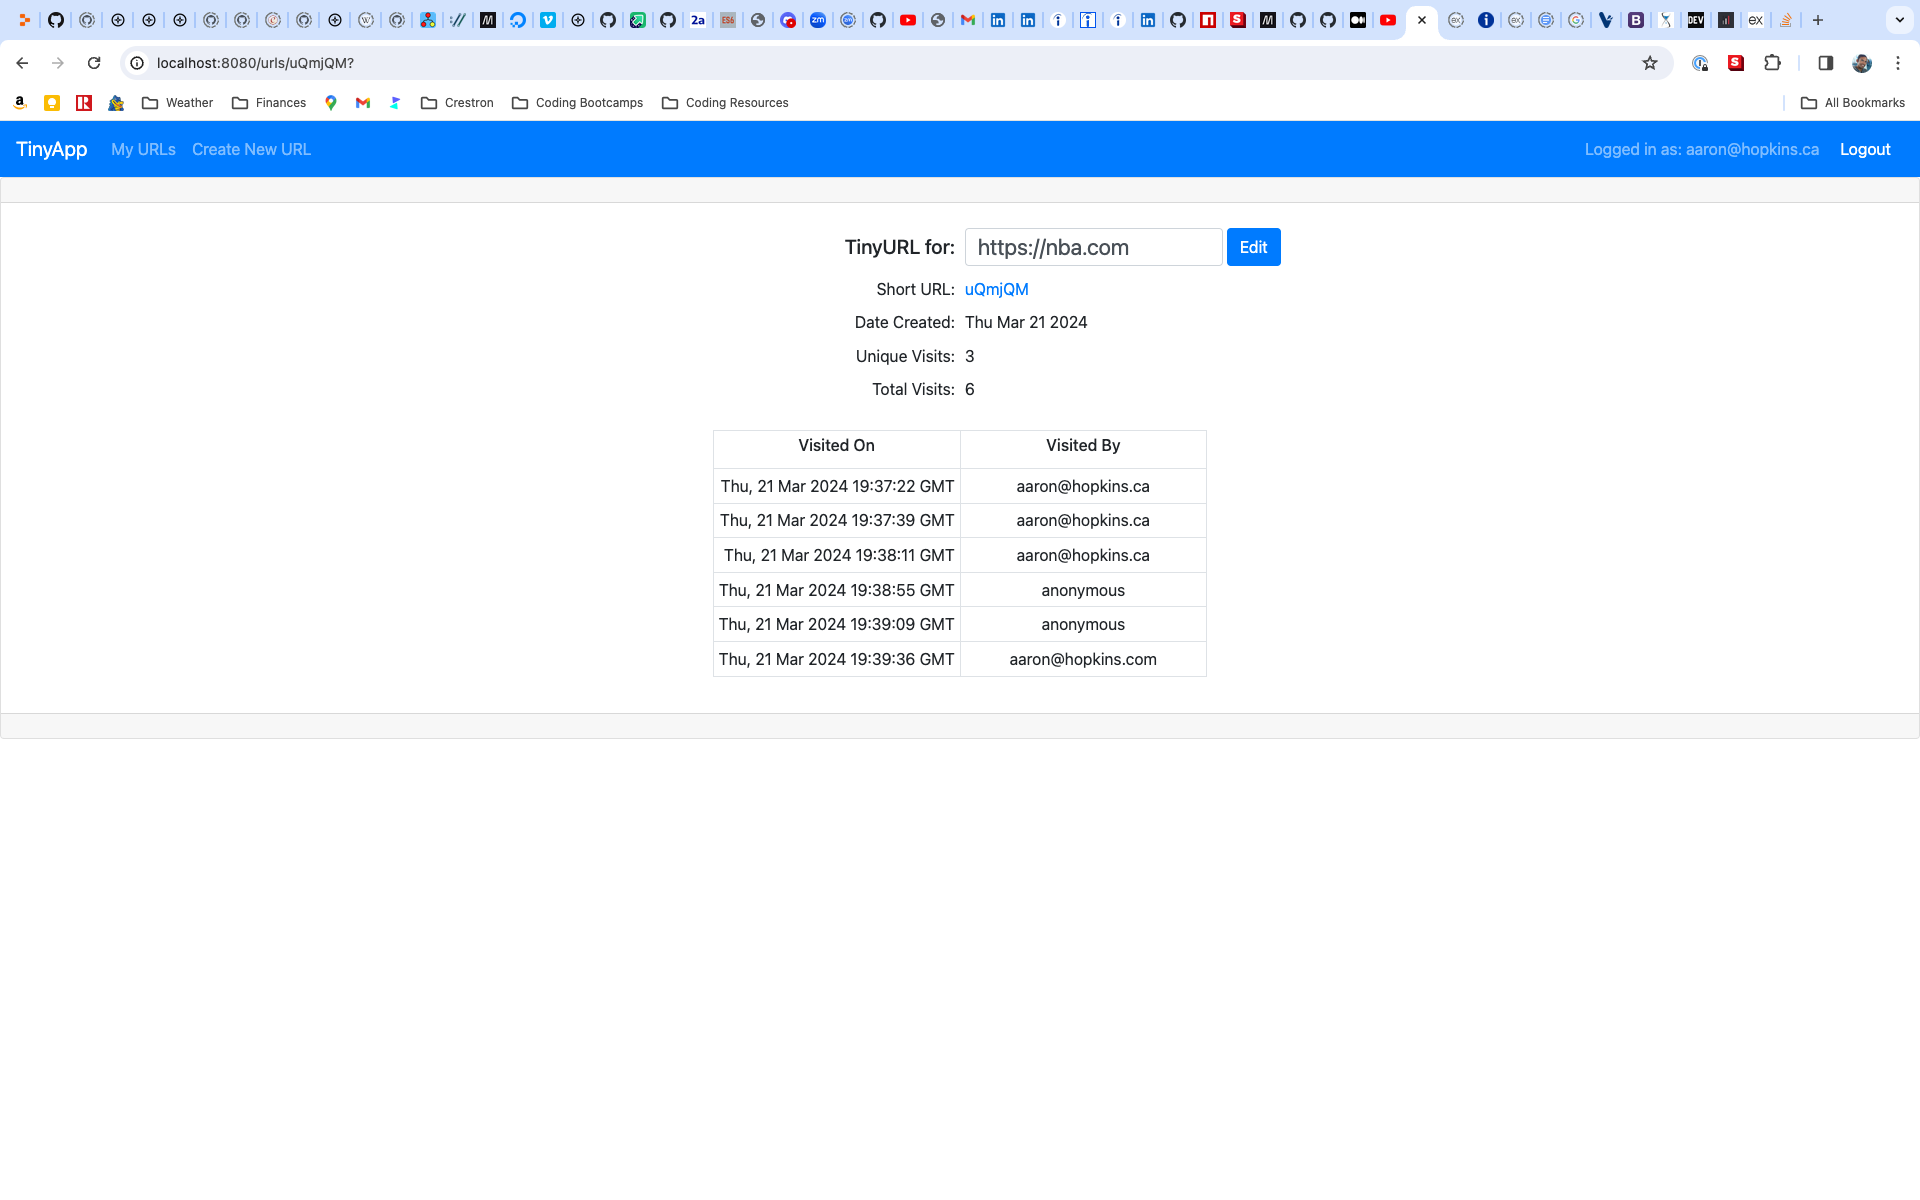 2a
ES6
zm
DEV
ex
localhost:8080/urls/uQmjQM?
Weather
Finances
Crestron
Coding Bootcamps
Coding Resources
All Bookmarks
TinyApp My URLs Create New URL Logged in as: aaron@hopkins.ca Logout
TinyURL for: https://nba.com Edit
Short URL: uQmjQM
Date Created: Thu Mar 21 2024
Unique Visits: 3
Total Visits: 6
Visited On Visited By
Thu, 21 Mar 2024 19:37:22 GMT aaron@hopkins.ca
Thu, 21 Mar 2024 19:37:39 GMT aaron@hopkins.ca
Thu, 21 Mar 2024 19:38:11 GMT aaron@hopkins.ca
Thu, 21 Mar 2024 19:38:55 GMT anonymous
Thu, 21 Mar 2024 19:39:09 GMT anonymous
Thu, 21 Mar 2024 19:39:36 GMT aaron@hopkins.com